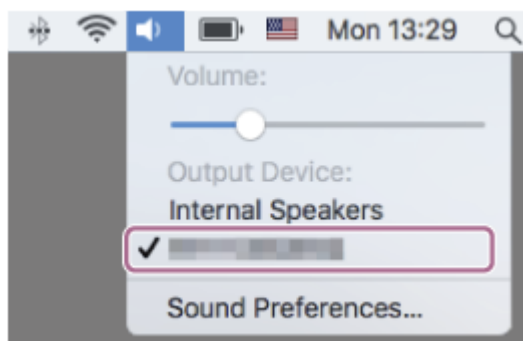 Mon 13:29
Volume:
Output Device:
Internal Speakers
Sound Preferences...